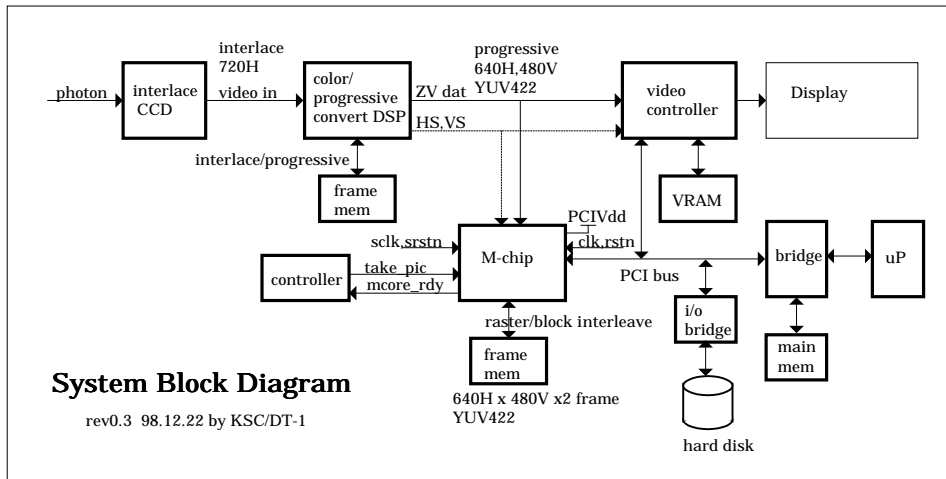 interlace
720H
progressive
640H,480V
YUV422
photon
interlace
CCD
video in
color/
progressive
convert DSP
ZV dat
HS,VS
video
controller
Display
interlace/progressive
frame
mem
VRAM
PCIVdd
sclk,srstn
clk,rstn
M-chip
controller
take_pic
mcore_rdy
PCI bus
bridge
uP
raster/block interleave
i/o
bridge
main
mem
frame
mem
640H x 480V x2 frame
YUV422
hard disk
System Block Diagram
rev0.3 98.12.22 by KSC/DT-1